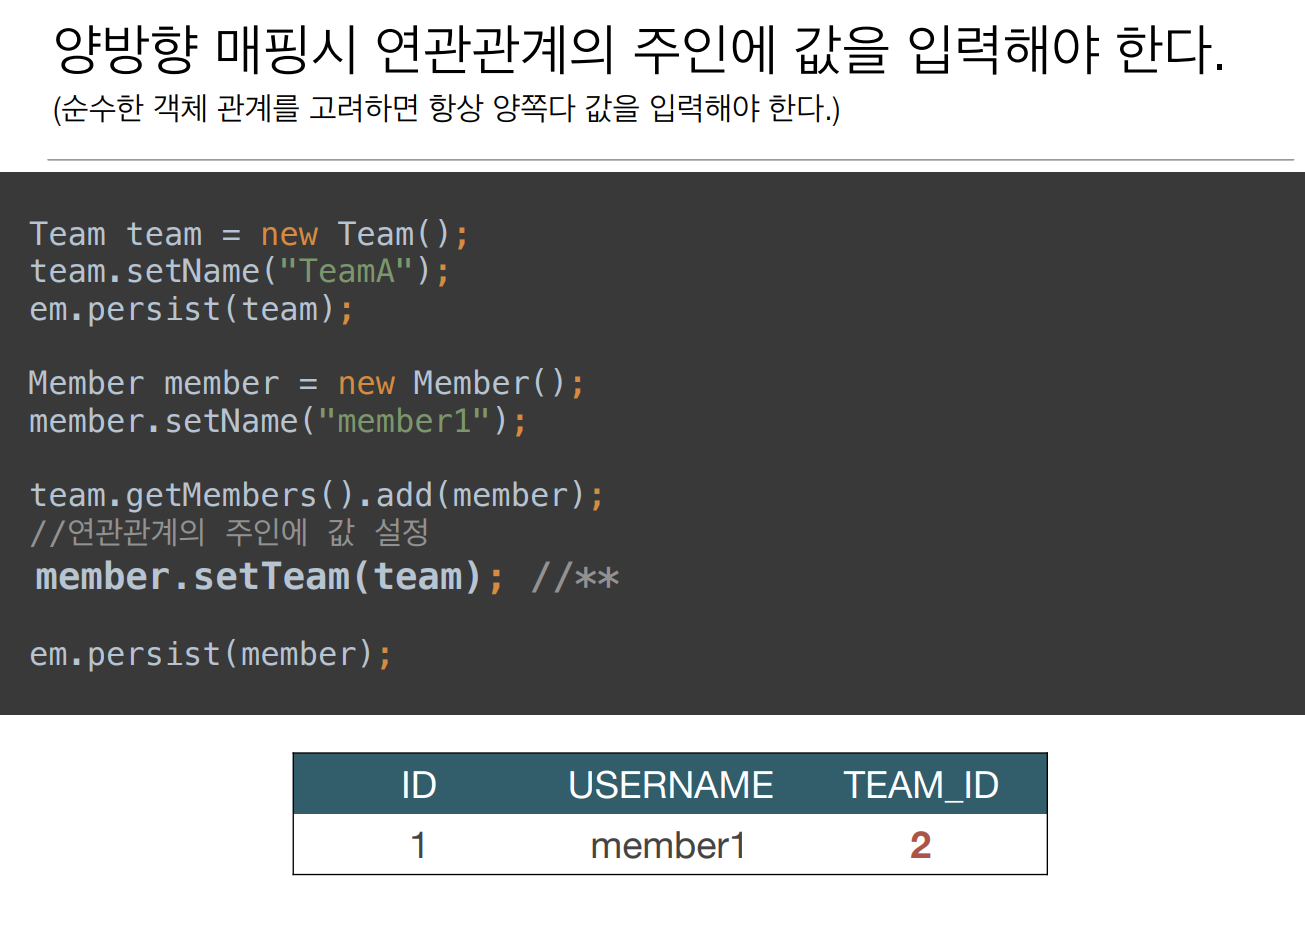 양방향 매핑시 연관관계의 주인에 값을 입력해야 한다.
(순수한 객체 관계를 고려하면 항상 양쪽다 값을 입력해야 한다.)
Team team = new Team();
team.setName("TeamA");
em.persist(team);
Member member = new Member();
member.setName("member1");
team.getMembers().add(member);
//연관관계의 주인에 값 설정
member.setTeam(team); //**
em.persist(member);
ID USERNAME TEAM_ID
1 member1 2